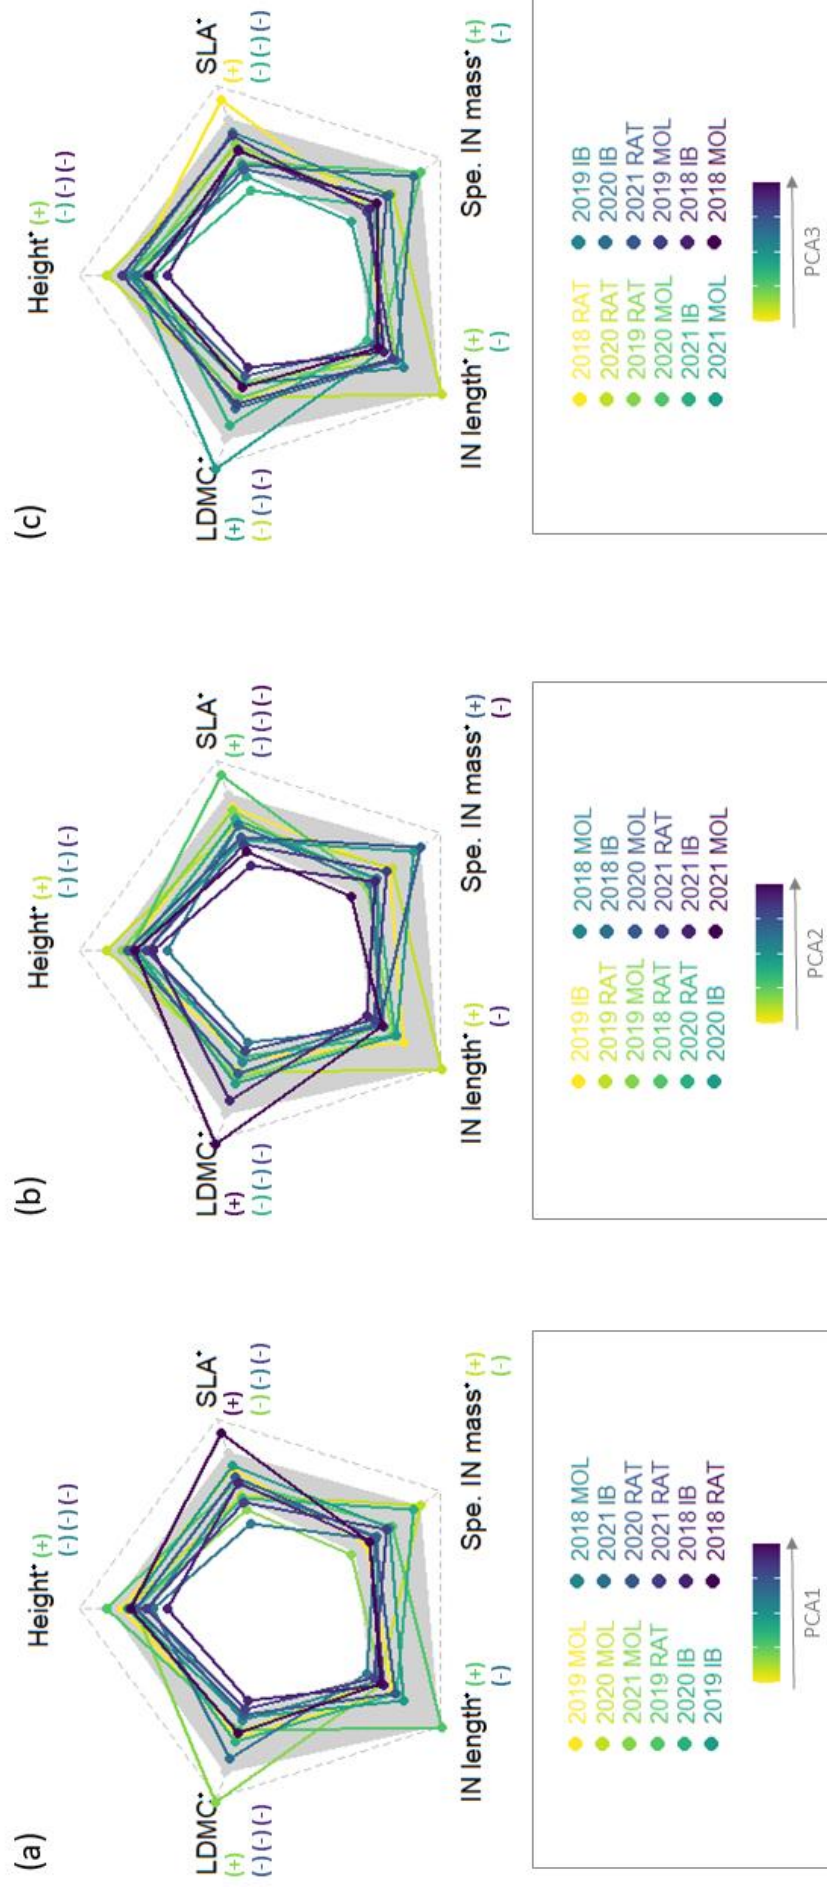 (a)
Height• (+)
(-) (-) (-)
SLA•
(+)
(-) (-) (-)
LDMC•
(+)
(-) (-) (-)
IN length• (+)
(-)
Spe. IN mass• (+)
(-)
2019 MOL
2020 MOL
2021 MOL
2019 RAT
2020 IB
2019 IB
2018 MOL
2021 IB
2020 RAT
2021 RAT
2018 IB
2018 RAT
PCA1
(b)
Height• (+)
(-) (-) (-)
SLA•
(+)
(-) (-) (-)
LDMC•
(+)
(-) (-) (-)
IN length• (+)
(-)
Spe. IN mass• (+)
(-)
2019 IB
2019 RAT
2019 MOL
2018 RAT
2020 RAT
2020 IB
2018 MOL
2018 IB
2020 MOL
2021 RAT
2021 IB
2021 MOL
PCA2
(c)
Height• (+)
(-) (-) (-)
SLA•
(+)
(-) (-) (-)
LDMC•
(+)
(-) (-) (-)
IN length• (+)
(-)
Spe. IN mass• (+)
(-)
2018 RAT
2020 RAT
2019 RAT
2020 MOL
2021 IB
2021 MOL
2019 IB
2020 IB
2021 RAT
2019 MOL
2018 IB
2018 MOL
PCA3